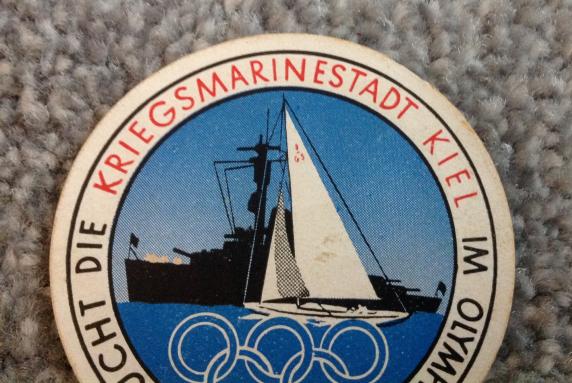 DIE KRIEGSMARINESTADT KIEL IM